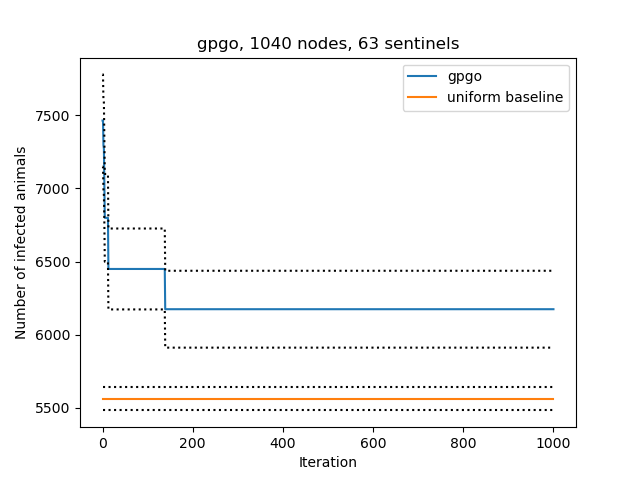 gpgo, 1040 nodes, 63 sentinels
gpgo
uniform baseline
Number of infected animals
7500
7000
6500
6000
5500
0 200 400 600 800 1000
Iteration